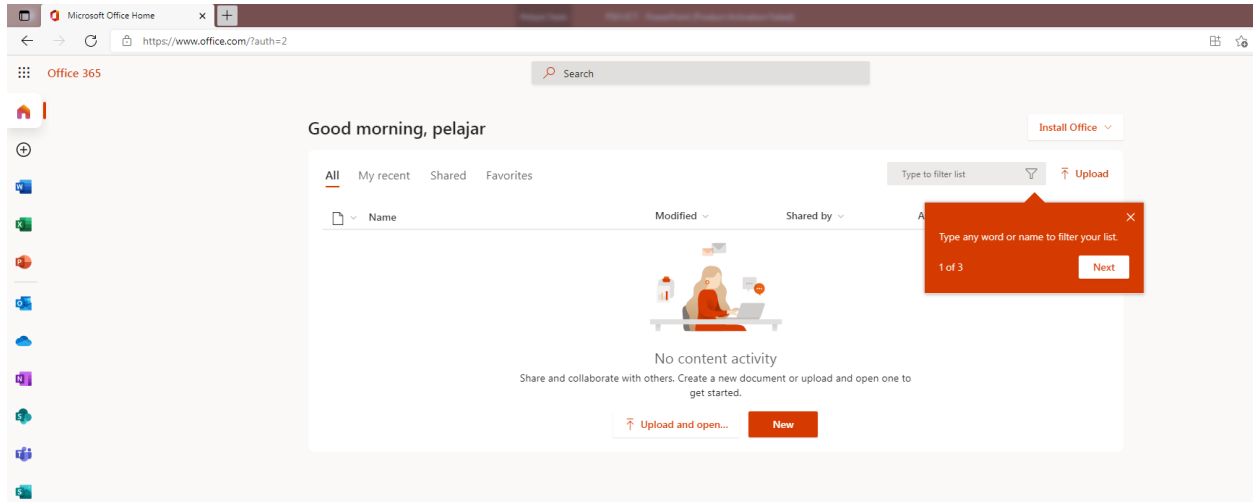 Microsoft Office Home
https://www.office.com/?auth=2
Office 365
Search
Good morning, pelajar
Install Office
All My recent Shared Favorites
Type to filter list
Upload
Name Modified Shared by A
Type any word or name to filter your list.
1 of 3 Next
No content activity
Share and collaborate with others. Create a new document or upload and open one to
get started.
Upload and open... New